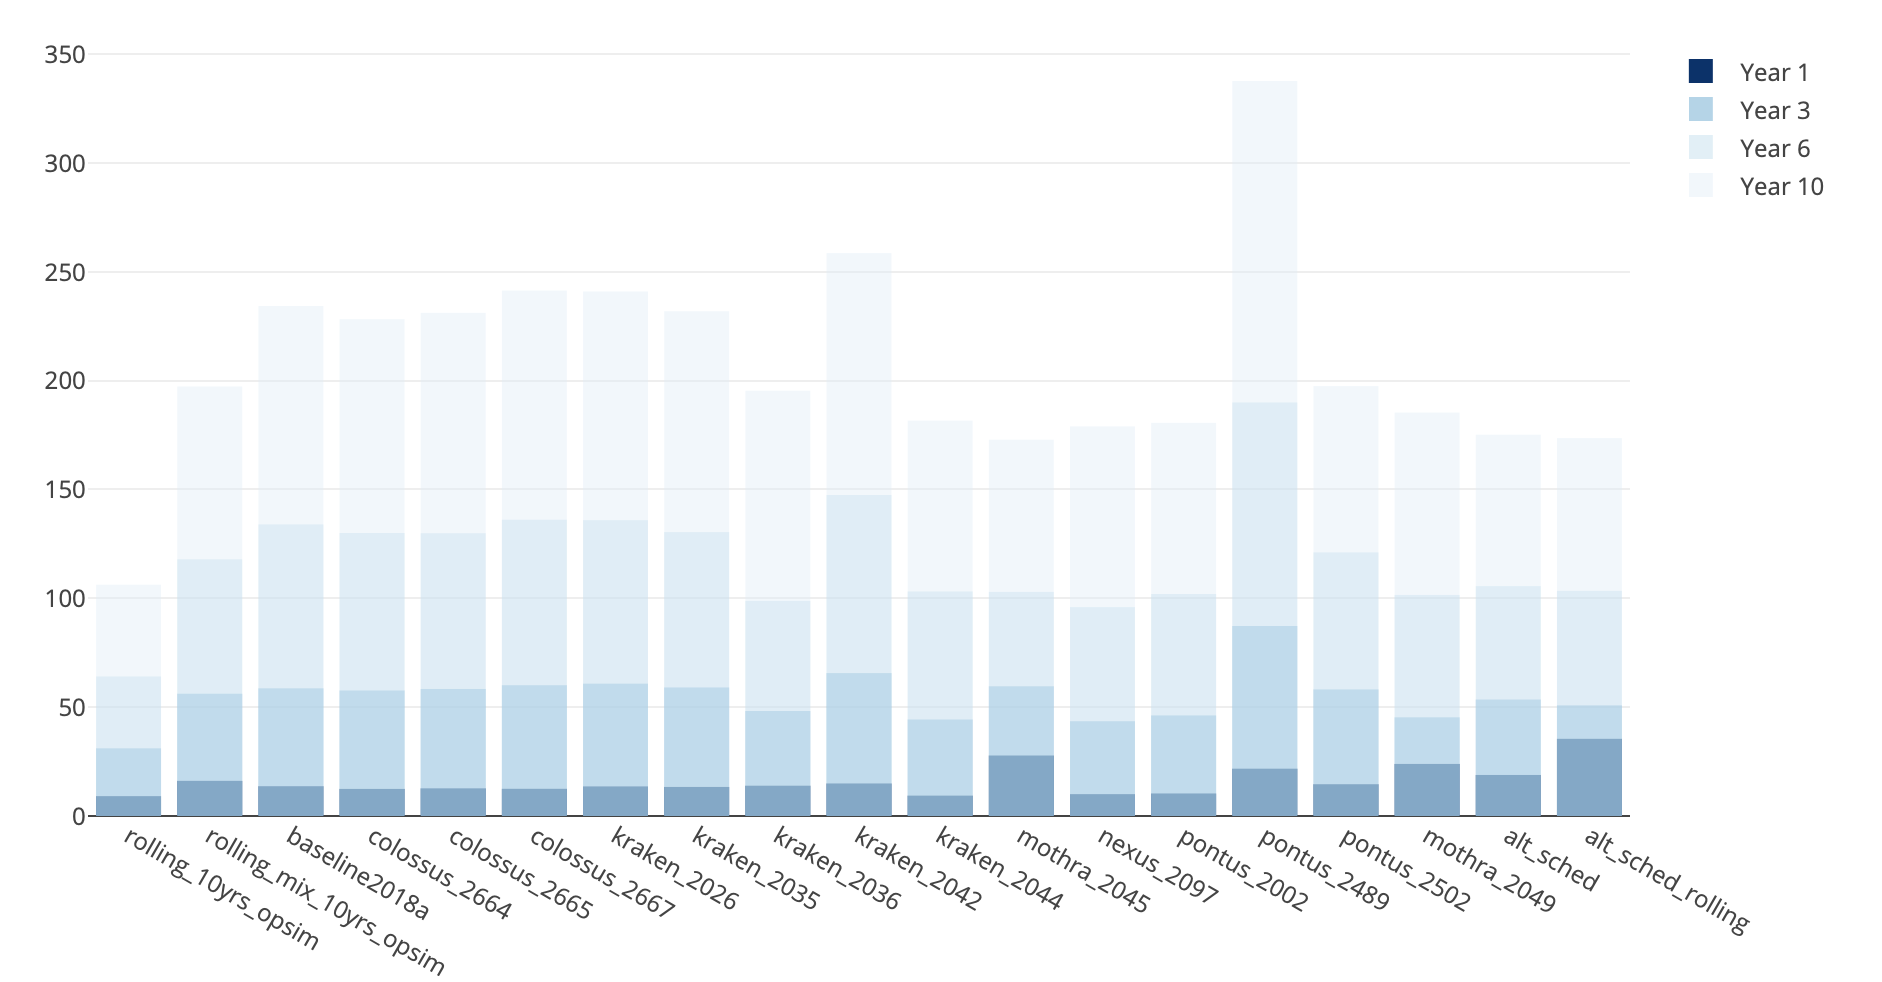 350
300
250
200
150
100
50
0
Year 1
Year 3
Year 6
Year 10
rolling_10yrs_opsim
rolling_mix_10yrs_opsim
baseline2018a
colossus_2664
colossus_2665
colossus_2667
kraken_2026
kraken_2035
kraken_2036
kraken_2042
kraken_2044
mothra_2045
nexus_2097
pontus_2002
pontus_2489
pontus_2502
mothra_2049
alt_sched
alt_sched_rolling